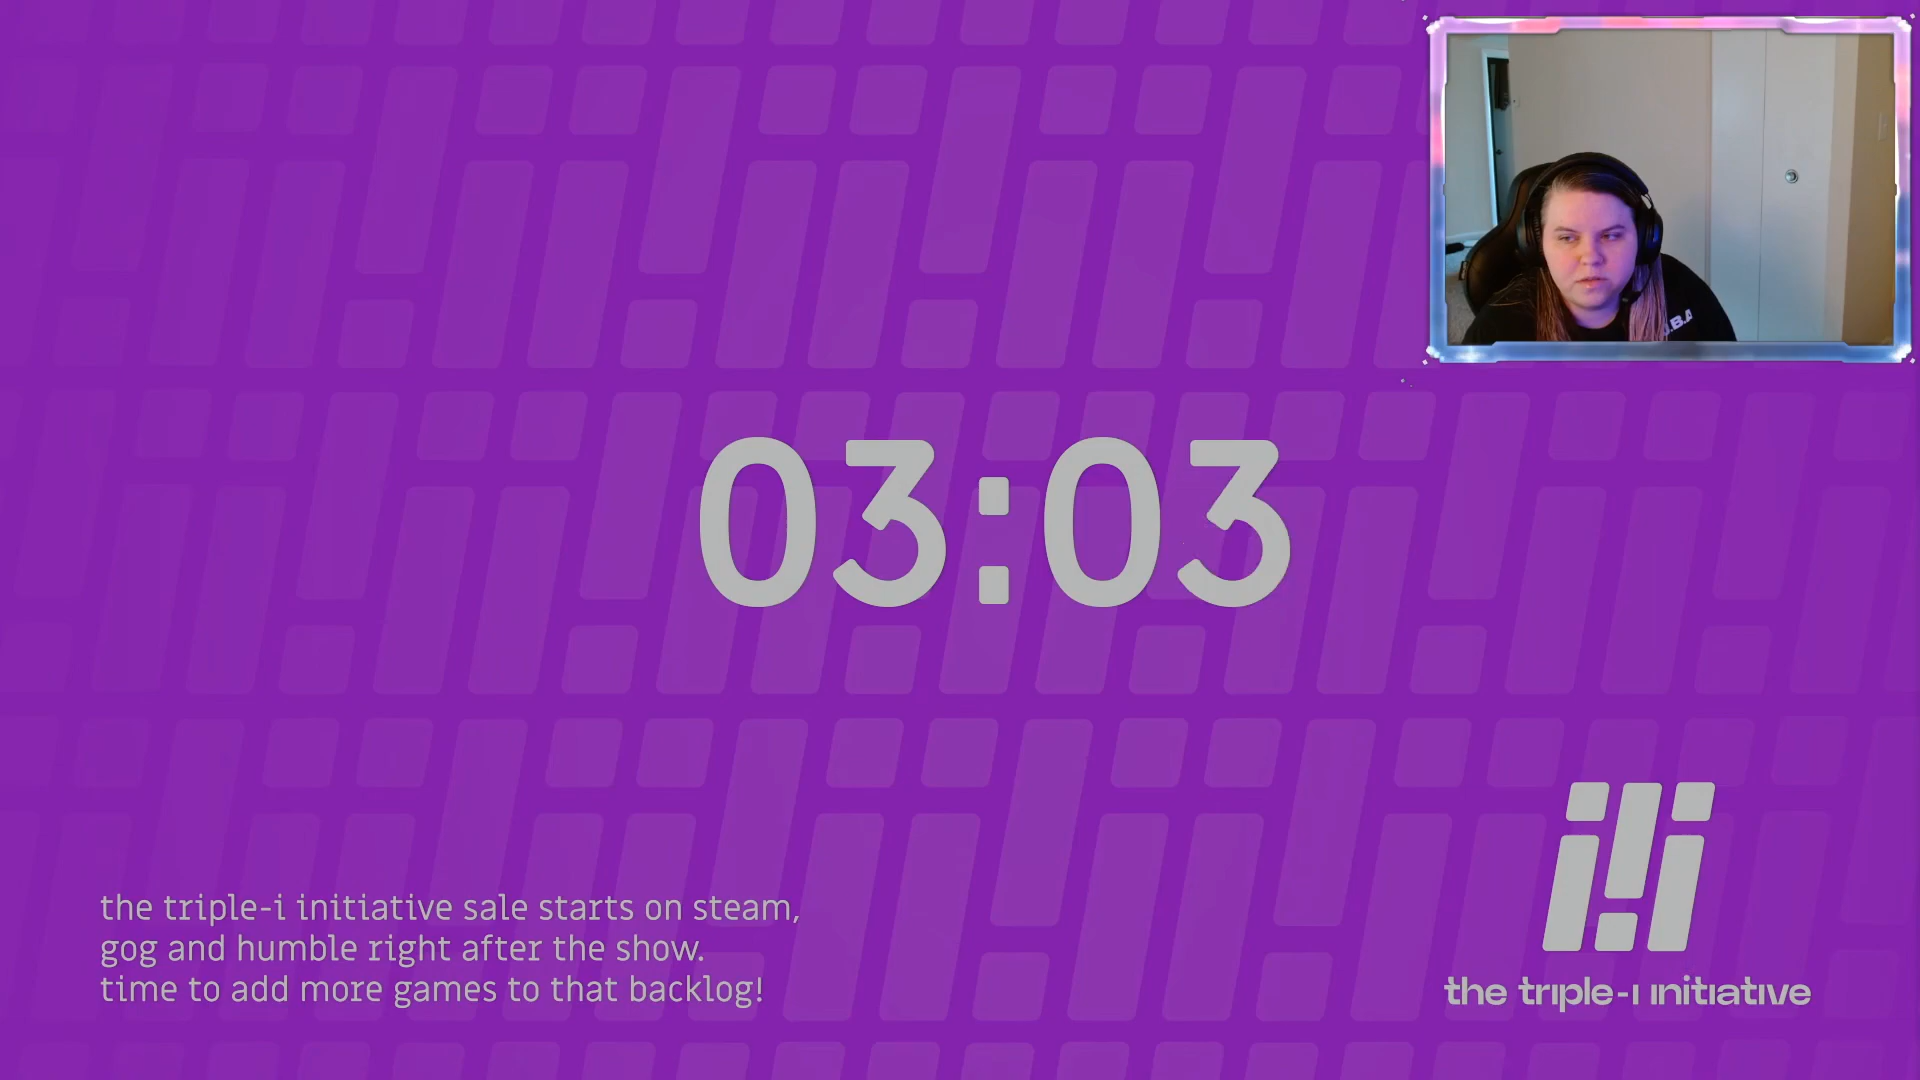 J.B.A
03:03
the triple-i initiative sale starts on steam,
gog and humble right after the show.
time to add more games to that backlog!
the triple-i initiative